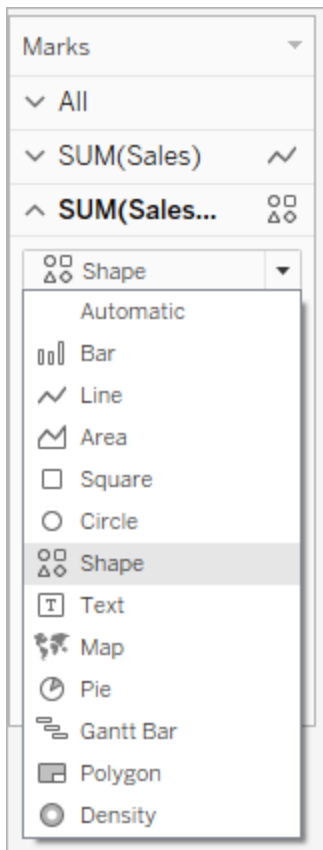 Marks
All
SUM(Sales)
SUM(Sales...
Shape
Automatic
Bar
Line
Area
Square
Circle
Shape
T Text
Map
Pie
Gantt Bar
Polygon
Density